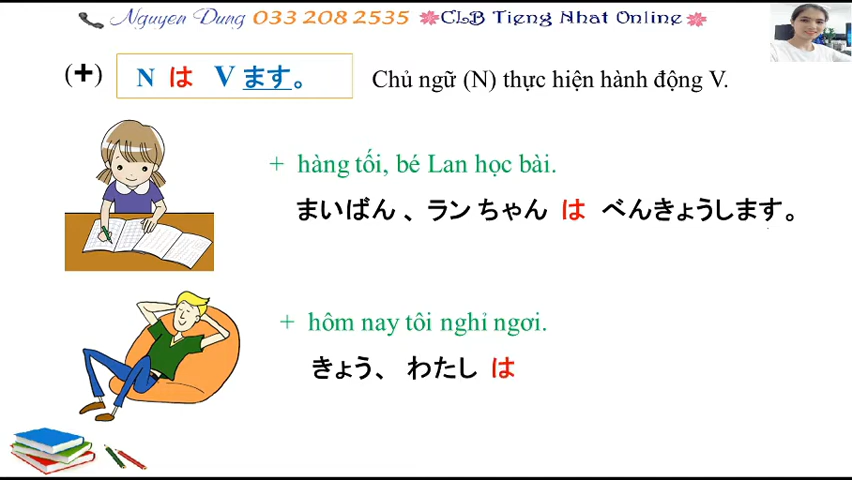 Nguyen Dung 033 208 2535 CLB Tieng Nhat Online
(+) N は V ます。 Chủ ngữ (N) thực hiện hành động V.
+ hàng tối, bé Lan học bài.
まいばん、ランちゃん は べんきょうします。
+ hôm nay tôi nghỉ ngơi.
きょう、わたし は